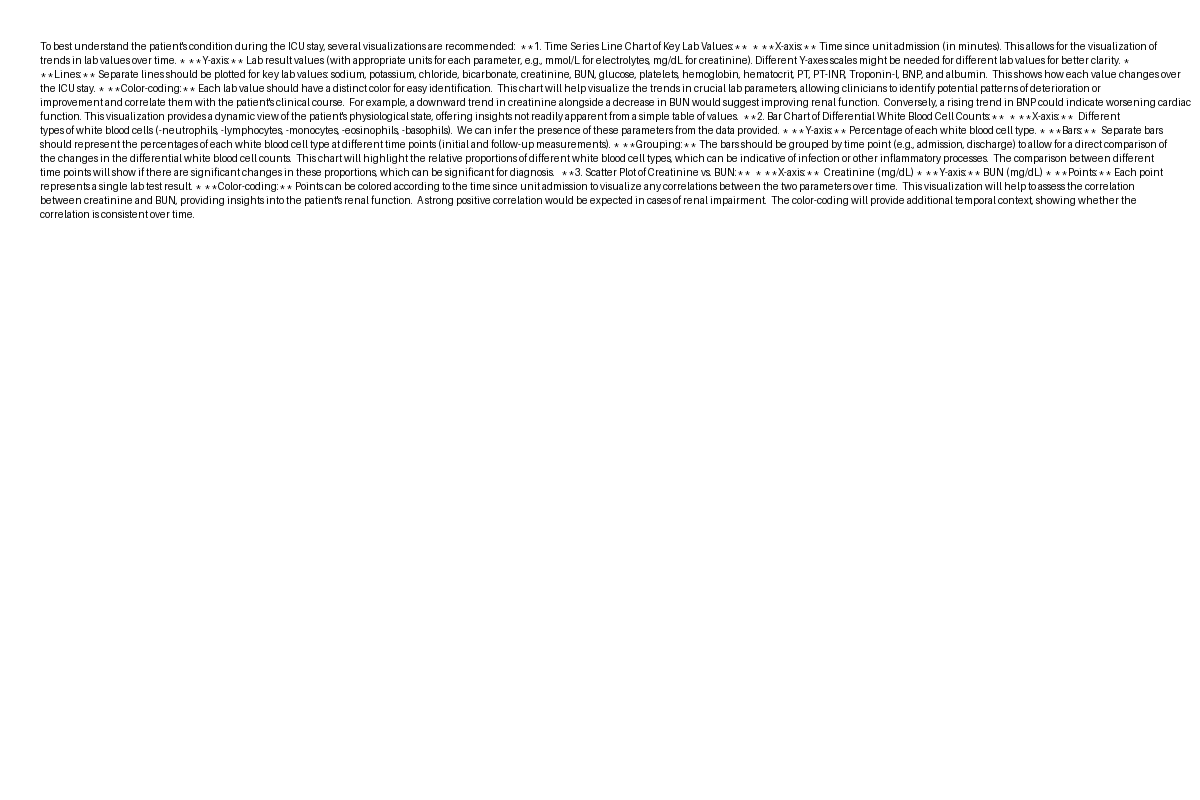 To best understand the patient's condition during the ICU stay, several visualizations are recommended:  **1. Time Series Line Chart of Key Lab Values:**  * **X-axis:** Time since unit admission (in minutes). This allows for the visualization of
trends in lab values over time. * **Y-axis:** Lab result values (with appropriate units for each parameter, e.g., mmol/L for electrolytes, mg/dL for creatinine). Different Y-axes scales might be needed for different lab values for better clarity. *
**Lines:** Separate lines should be plotted for key lab values: sodium, potassium, chloride, bicarbonate, creatinine, BUN, glucose, platelets, hemoglobin, hematocrit, PT, PT-INR, Troponin-I, BNP, and albumin.  This shows how each value changes over
the ICU stay. * **Color-coding:** Each lab value should have a distinct color for easy identification.  This chart will help visualize the trends in crucial lab parameters, allowing clinicians to identify potential patterns of deterioration or
improvement and correlate them with the patient's clinical course.  For example, a downward trend in creatinine alongside a decrease in BUN would suggest improving renal function.  Conversely, a rising trend in BNP could indicate worsening cardiac
function. This visualization provides a dynamic view of the patient's physiological state, offering insights not readily apparent from a simple table of values.  **2. Bar Chart of Differential White Blood Cell Counts:**  * **X-axis:**  Different
types of white blood cells (-neutrophils, -lymphocytes, -monocytes, -eosinophils, -basophils).  We can infer the presence of these parameters from the data provided. * **Y-axis:** Percentage of each white blood cell type. * **Bars:**  Separate bars
should represent the percentages of each white blood cell type at different time points (initial and follow-up measurements). * **Grouping:** The bars should be grouped by time point (e.g., admission, discharge) to allow for a direct comparison of
the changes in the differential white blood cell counts.  This chart will highlight the relative proportions of different white blood cell types, which can be indicative of infection or other inflammatory processes.  The comparison between different
time points will show if there are significant changes in these proportions, which can be significant for diagnosis.   **3. Scatter Plot of Creatinine vs. BUN:**  * **X-axis:** Creatinine (mg/dL) * **Y-axis:** BUN (mg/dL) * **Points:** Each point
represents a single lab test result. * **Color-coding:** Points can be colored according to the time since unit admission to visualize any correlations between the two parameters over time.  This visualization will help to assess the correlation
between creatinine and BUN, providing insights into the patient's renal function.  A strong positive correlation would be expected in cases of renal impairment.  The color-coding will provide additional temporal context, showing whether the
correlation is consistent over time.